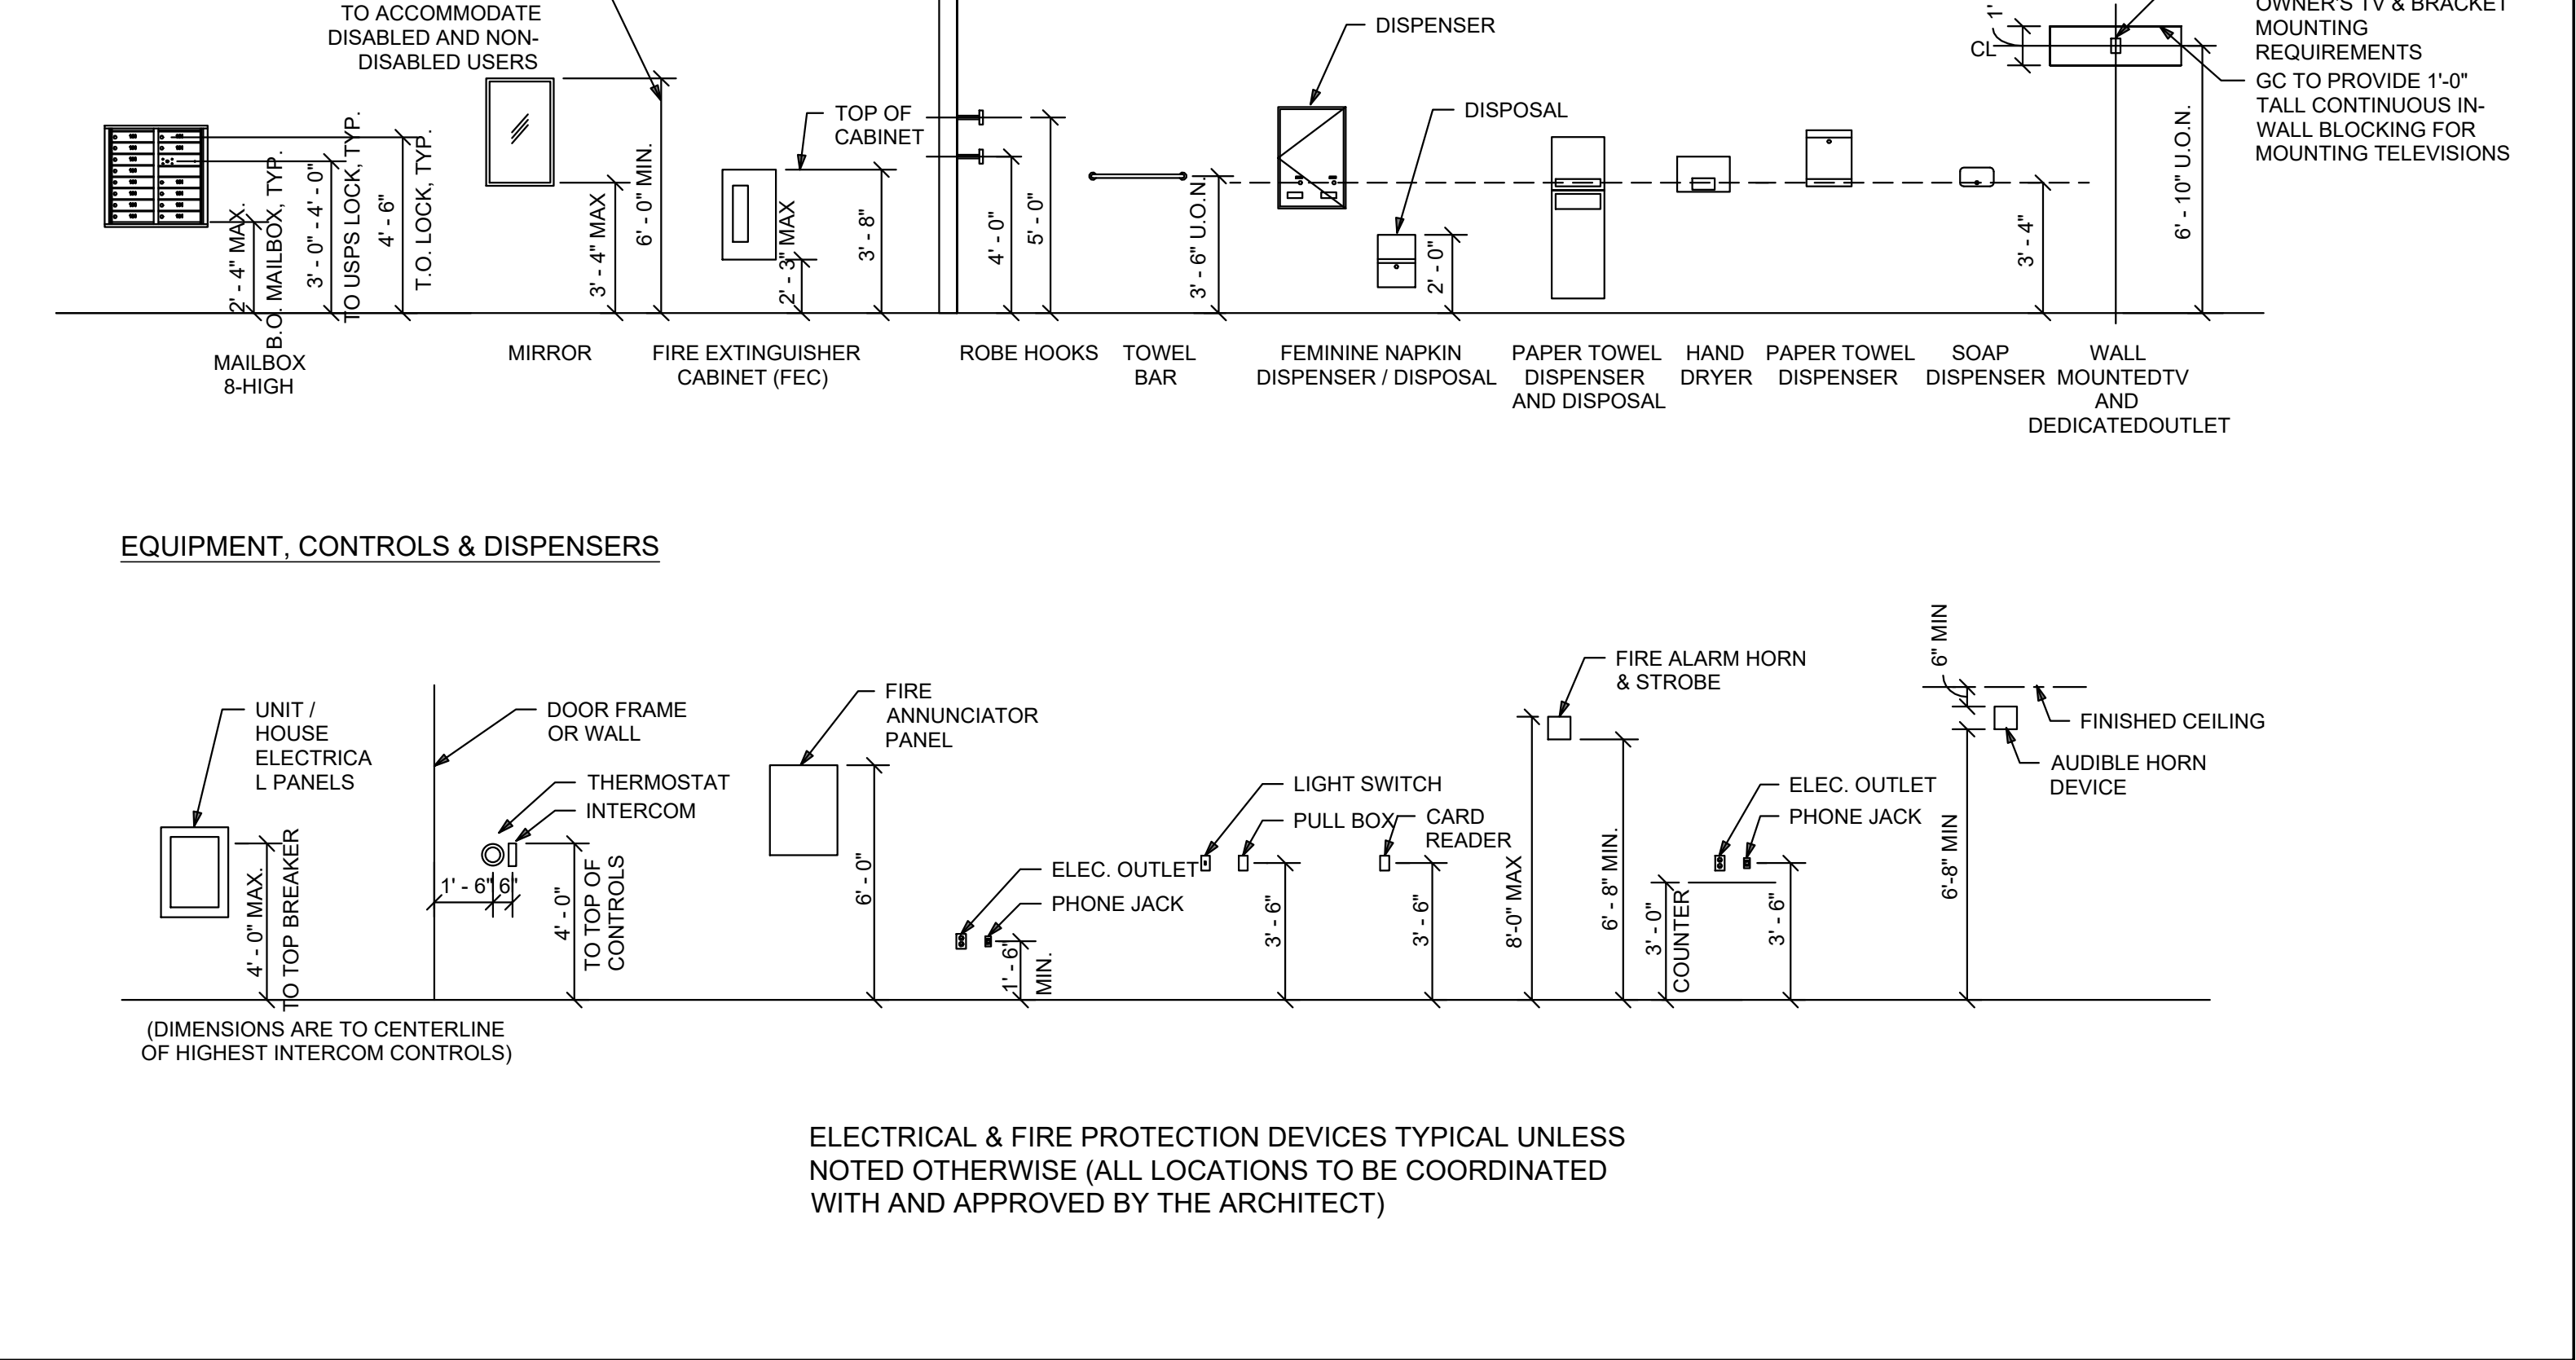 TO ACCOMMODATE
DISABLED AND NON-
DISABLED USERS
DISPENSER
OWNER'S TV & BRACKET
MOUNTING
REQUIREMENTS
1'
CL
GC TO PROVIDE 1'-0"
TALL CONTINUOUS IN-
WALL BLOCKING FOR
MOUNTING TELEVISIONS
TOP OF
CABINET
DISPOSAL
2' - 4" MAX.
B.O. MAILBOX, TYP.
3' - 0" - 4' - 0"
TO USPS LOCK, TYP.
4' - 6"
T.O. LOCK, TYP.
3' - 4" MAX
6' - 0" MIN.
2' - 3" MAX
3' - 8"
4' - 0"
5' - 0"
3' - 6" U.O.N.
2' - 0"
3' - 4"
6' - 10" U.O.N.
MAILBOX
8-HIGH
MIRROR
FIRE EXTINGUISHER
CABINET (FEC)
ROBE HOOKS
TOWEL
BAR
FEMININE NAPKIN
DISPENSER / DISPOSAL
PAPER TOWEL
DISPENSER
AND DISPOSAL
HAND
DRYER
PAPER TOWEL
DISPENSER
SOAP
DISPENSER
WALL
MOUNTEDTV
AND
DEDICATEDOUTLET
EQUIPMENT, CONTROLS & DISPENSERS
UNIT /
HOUSE
ELECTRICA
L PANELS
4' - 0" MAX.
TO TOP BREAKER
DOOR FRAME
OR WALL
THERMOSTAT
INTERCOM
1' - 6"
6"
4' - 0"
TO TOP OF
CONTROLS
FIRE
ANNUNCIATOR
PANEL
6' - 0"
ELEC. OUTLET
PHONE JACK
1' - 6"
MIN.
LIGHT SWITCH
PULL BOX
3' - 6"
CARD
READER
3' - 6"
FIRE ALARM HORN
& STROBE
8'-0" MAX
6' - 8" MIN.
ELEC. OUTLET
PHONE JACK
3' - 0"
COUNTER
3' - 6"
6" MIN
FINISHED CEILING
AUDIBLE HORN
DEVICE
6'-8" MIN
(DIMENSIONS ARE TO CENTERLINE
OF HIGHEST INTERCOM CONTROLS)
ELECTRICAL & FIRE PROTECTION DEVICES TYPICAL UNLESS
NOTED OTHERWISE (ALL LOCATIONS TO BE COORDINATED
WITH AND APPROVED BY THE ARCHITECT)